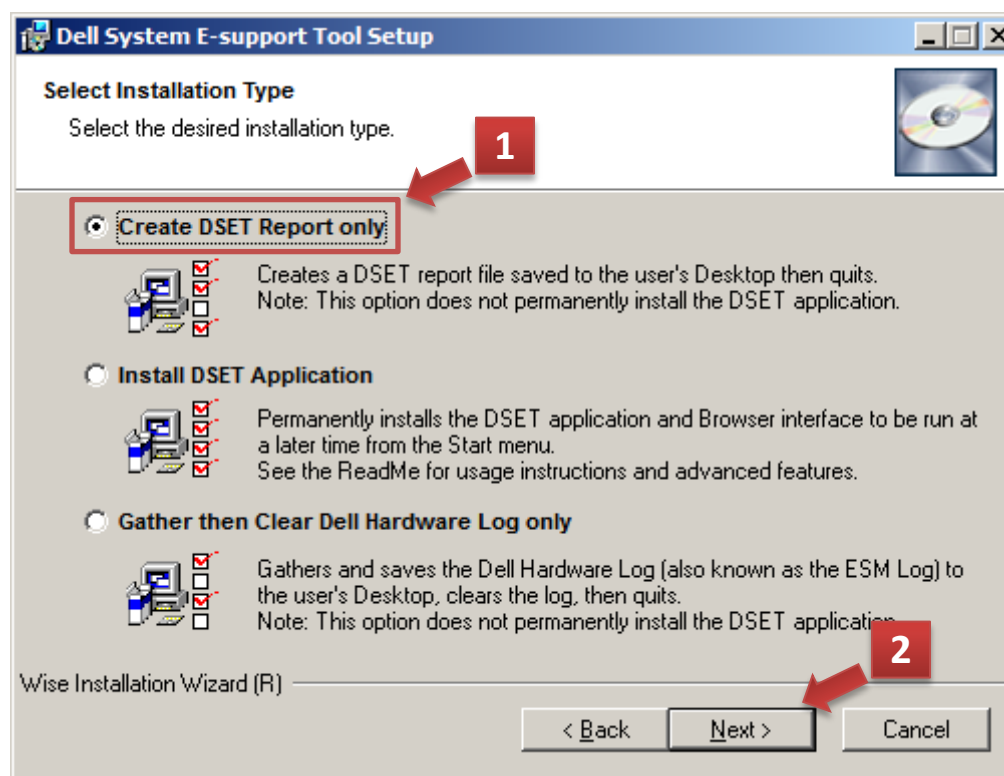 Dell System E-support Tool Setup
Select Installation Type
Select the desired installation type.
1
Create DSET Report only
Creates a DSET report file saved to the user's Desktop then quits.
Note: This option does not permanently install the DSET application.
Install DSET Application
Permanently installs the DSET application and Browser interface to be run at
a later time from the Start menu.
See the ReadMe for usage instructions and advanced features.
Gather then Clear Dell Hardware Log only
Gathers and saves the Dell Hardware Log (also known as the ESM Log) to
the user's Desktop, clears the log, then quits.
Note: This option does not permanently install the DSET application
2
Wise Installation Wizard (R)
< Back
Next >
Cancel